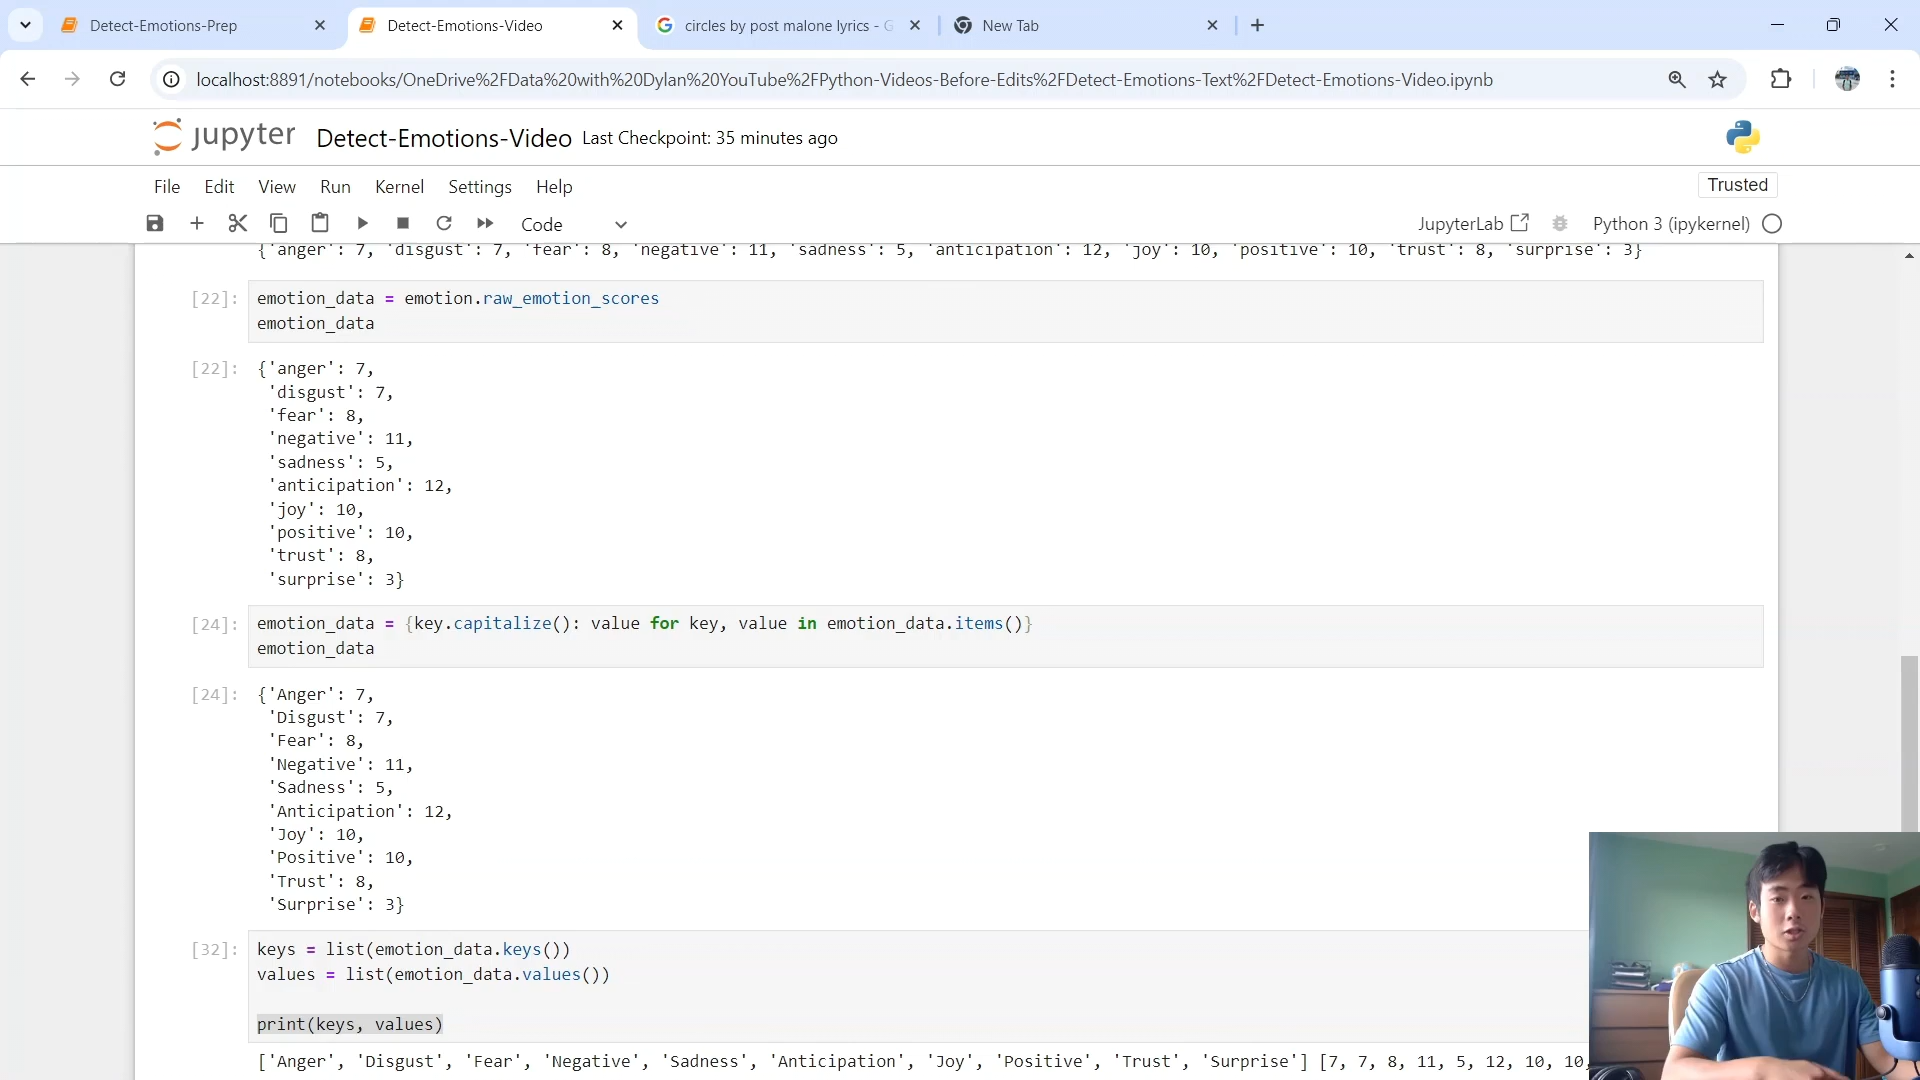 Detect-Emotions-Prep
Detect-Emotions-Video
circles by post malone lyrics - G
New Tab
localhost:8891/notebooks/OneDrive%2FData%20with%20Dylan%20YouTube%2FPython-Videos-Before-Edits%2FDetect-Emotions-Text%2FDetect-Emotions-Video.ipynb
jupyter Detect-Emotions-Video Last Checkpoint: 35 minutes ago
File Edit View Run Kernel Settings Help
Trusted
Code
JupyterLab
Python 3 (ipykernel)
{'anger': 7, 'disgust': 7, 'fear': 8, 'negative': 11, 'sadness': 5, 'anticipation': 12, 'joy': 10, 'positive': 10, 'trust': 8, 'surprise': 3}
[22]: emotion_data = emotion.raw_emotion_scores
emotion_data
[22]: {'anger': 7,
'disgust': 7,
'fear': 8,
'negative': 11,
'sadness': 5,
'anticipation': 12,
'joy': 10,
'positive': 10,
'trust': 8,
'surprise': 3}
[24]: emotion_data = {key.capitalize(): value for key, value in emotion_data.items()}
emotion_data
[24]: {'Anger': 7,
'Disgust': 7,
'Fear': 8,
'Negative': 11,
'Sadness': 5,
'Anticipation': 12,
'Joy': 10,
'Positive': 10,
'Trust': 8,
'Surprise': 3}
[32]: keys = list(emotion_data.keys())
values = list(emotion_data.values())
print(keys, values)
['Anger', 'Disgust', 'Fear', 'Negative', 'Sadness', 'Anticipation', 'Joy', 'Positive', 'Trust', 'Surprise'] [7, 7, 8, 11, 5, 12, 10, 10,